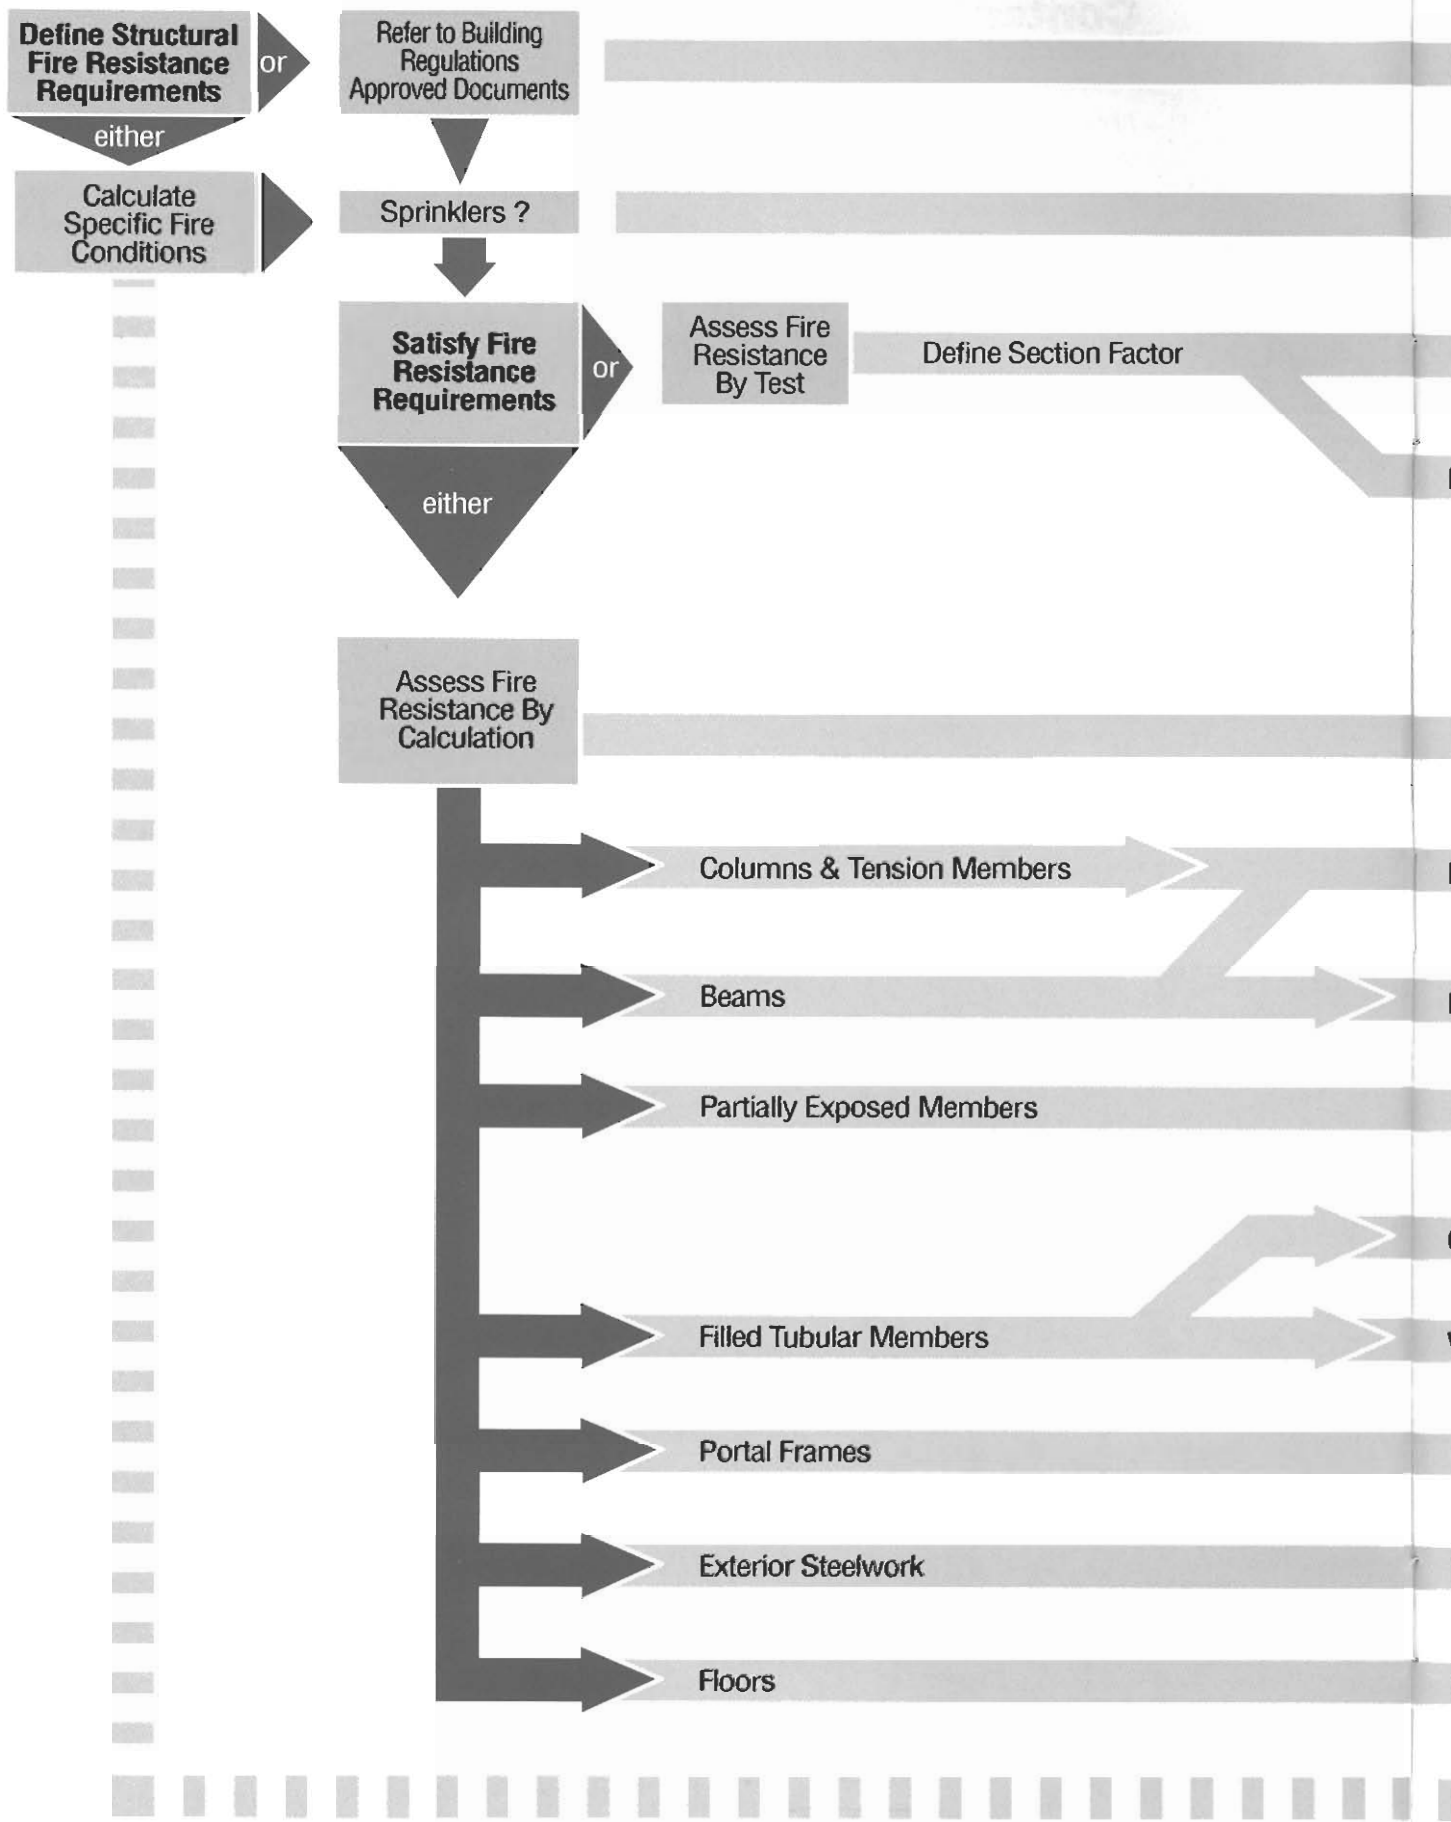 Define Structural
Fire Resistance
Requirements
or
Refer to Building
Regulations
Approved Documents
either
Calculate
Specific Fire
Conditions
Sprinklers ?
Satisfy Fire
Resistance
Requirements
or
Assess Fire
Resistance
By Test
Define Section Factor
either
Assess Fire
Resistance By
Calculation
Columns & Tension Members
Beams
Partially Exposed Members
Filled Tubular Members
Portal Frames
Exterior Steelwork
Floors